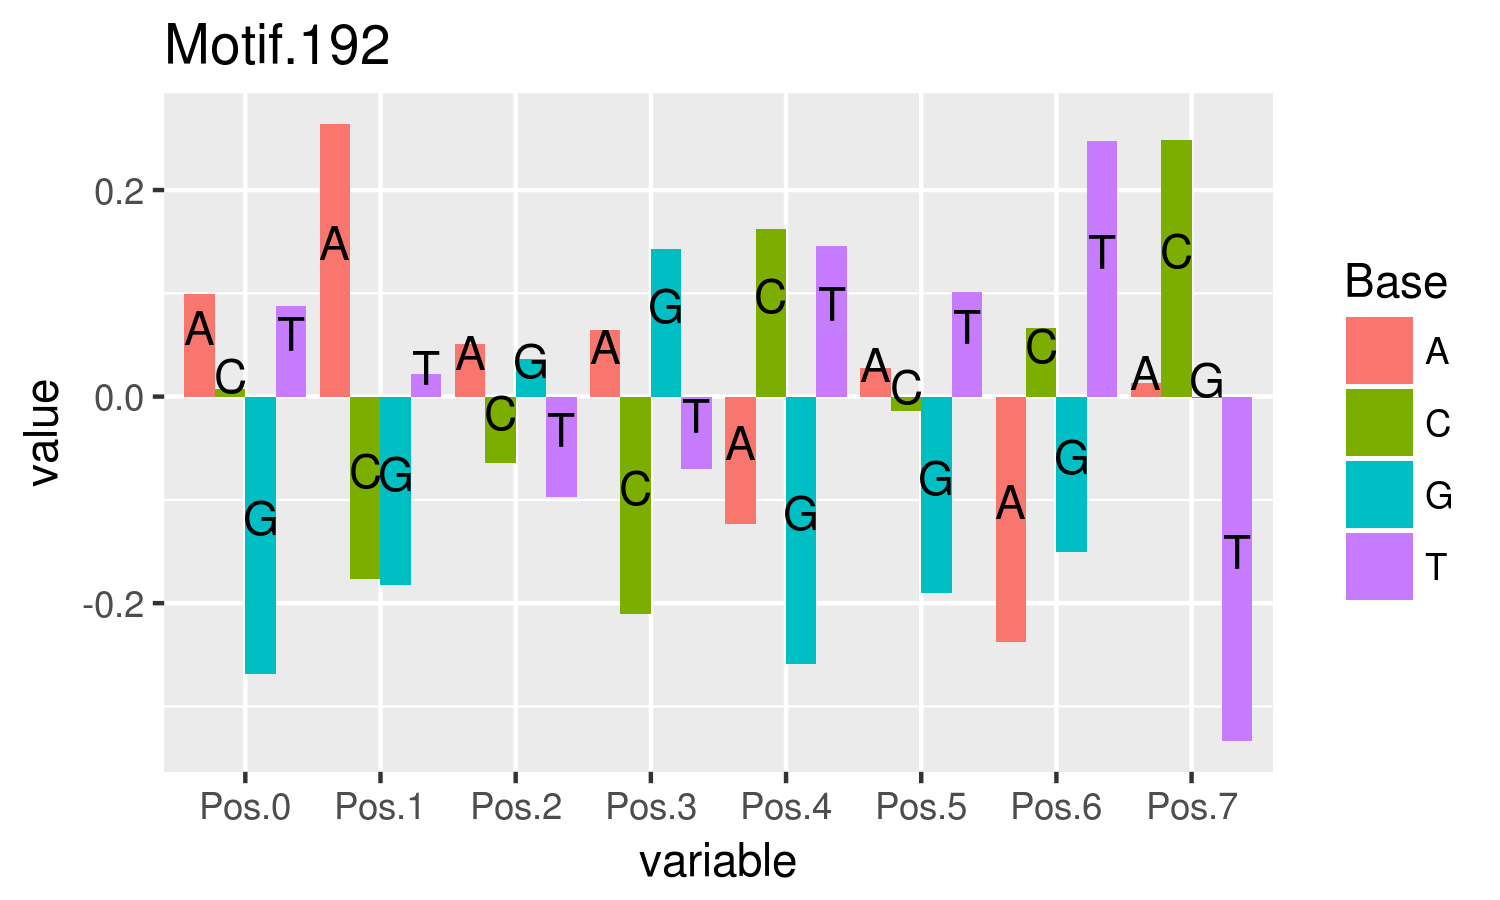 Motif.192
value
0.2
0.0
-0.2
A C G T A C G T A C G T A C G T A C G T A C G T A C G T A C G T
Pos.0 Pos.1 Pos.2 Pos.3 Pos.4 Pos.5 Pos.6 Pos.7
variable
Base
A
C
G
T